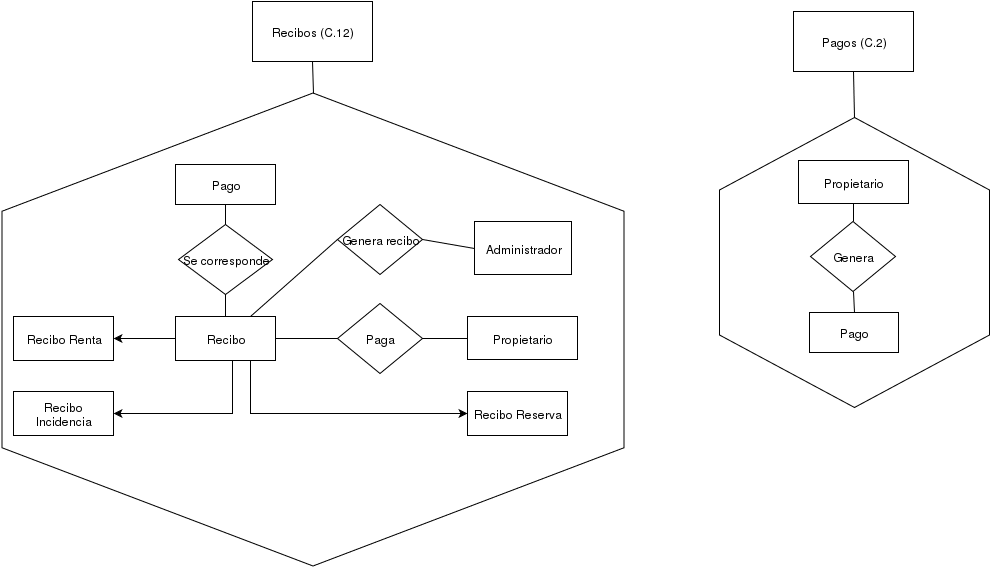 Recibos (C.12)
Pagos (C.2)
Pago
Se corresponde
Genera recibo
Administrador
Recibo Renta
Recibo
Paga
Propietario
Recibo
Incidencia
Recibo Reserva
Propietario
Genera
Pago